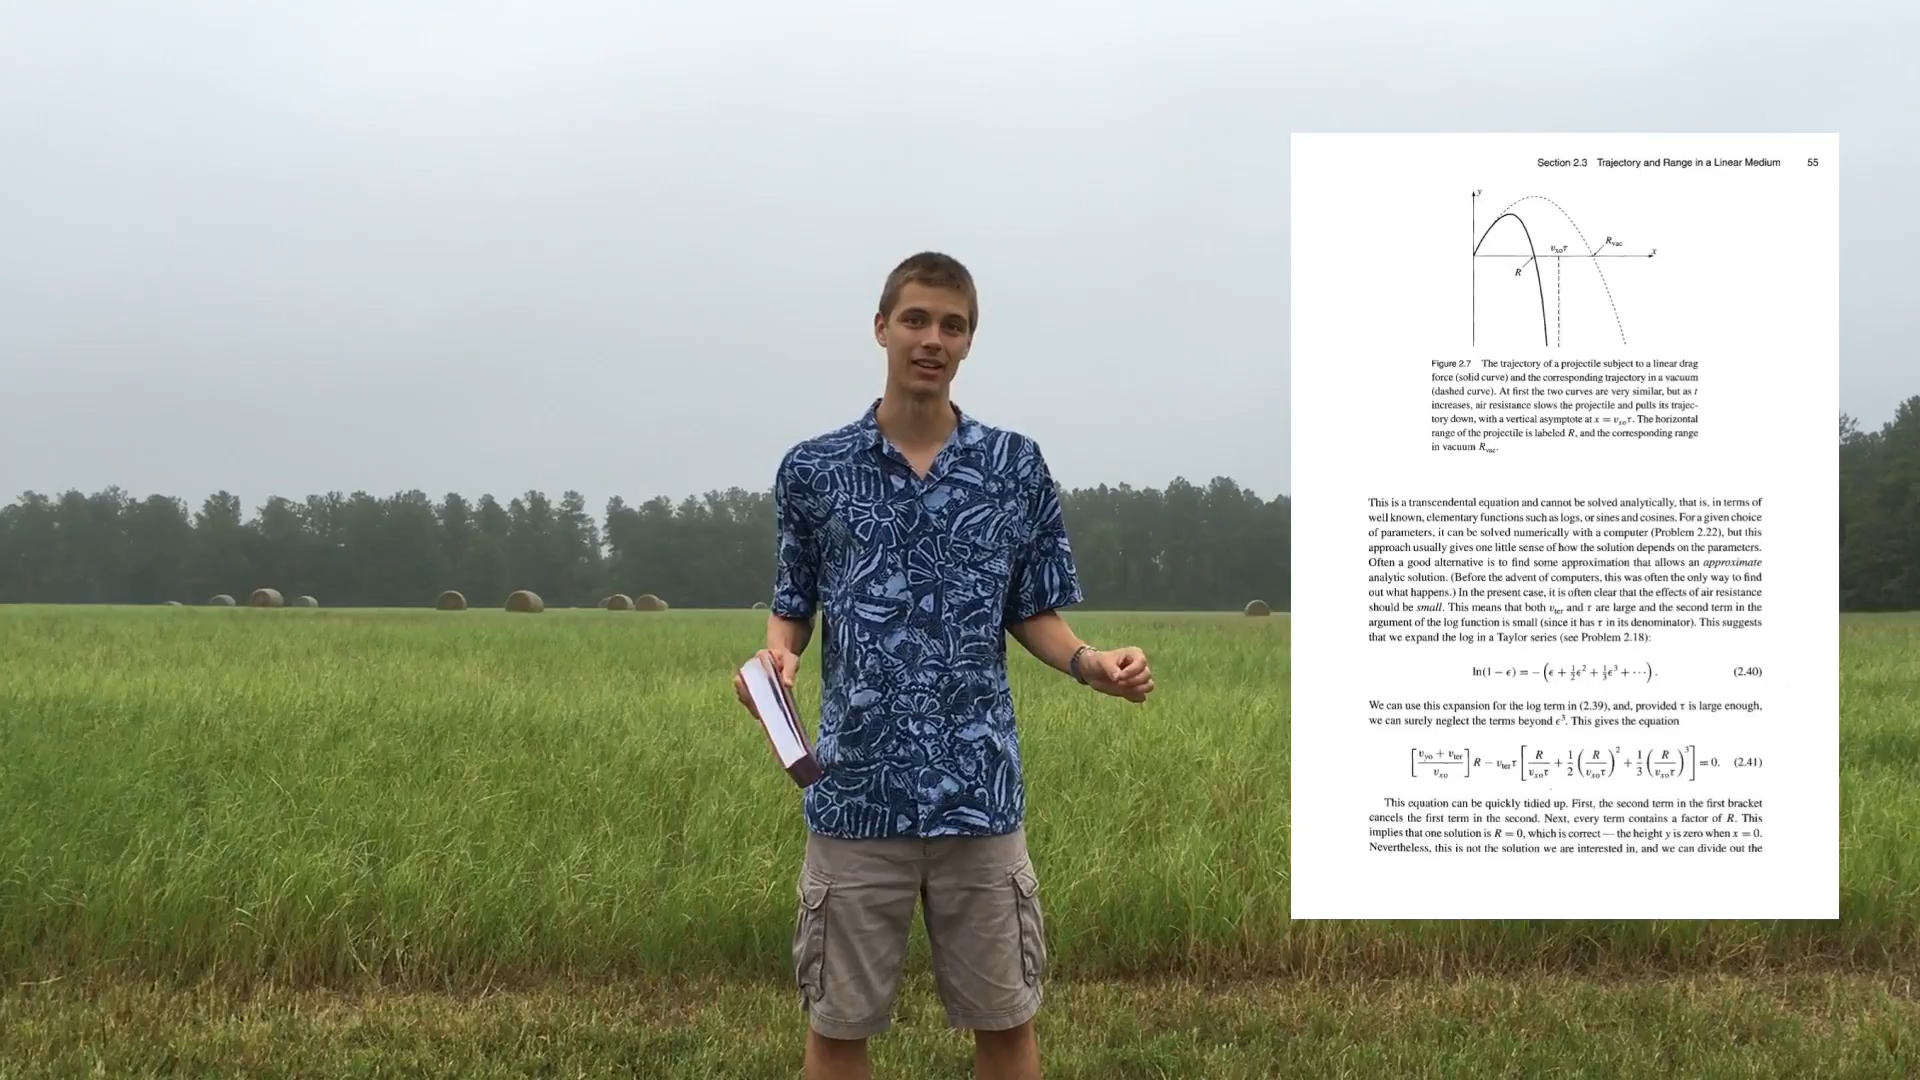 Section 2.3 Trajectory and Range in a Linear Medium 55
y
R_vac
v_xo τ
x
R
Figure 2.7 The trajectory of a projectile subject to a linear drag
force (solid curve) and the corresponding trajectory in a vacuum
(dashed curve). At first the two curves are very similar, but as t
increases, air resistance slows the projectile and pulls its trajec-
tory down, with a vertical asymptote at x = v_xo τ. The horizontal
range of the projectile is labeled R, and the corresponding range
in vacuum R_vac.
This is a transcendental equation and cannot be solved analytically, that is, in terms of
well known, elementary functions such as logs, or sines and cosines. For a given choice
of parameters, it can be solved numerically with a computer (Problem 2.22), but this
approach usually gives one little sense of how the solution depends on the parameters.
Often a good alternative is to find some approximation that allows an approximate
analytic solution. (Before the advent of computers, this was often the only way to find
out what happens.) In the present case, it is often clear that the effects of air resistance
should be small. This means that both v_ter and τ are large and the second term in the
argument of the log function is small (since it has τ in its denominator). This suggests
that we expand the log in a Taylor series (see Problem 2.18):
ln(1 − ϵ) = − (ϵ + ½ϵ² + ⅓ϵ³ + ···). (2.40)
We can use this expansion for the log term in (2.39), and, provided τ is large enough,
we can surely neglect the terms beyond ϵ³. This gives the equation
[(v_yo + v_ter)/v_xo] R − v_ter τ [R/(v_xo τ) + 1/2 (R/(v_xo τ))² + 1/3 (R/(v_xo τ))³] = 0. (2.41)
This equation can be quickly tidied up. First, the second term in the first bracket
cancels the first term in the second. Next, every term contains a factor of R. This
implies that one solution is R = 0, which is correct — the height y is zero when x = 0.
Nevertheless, this is not the solution we are interested in, and we can divide out the